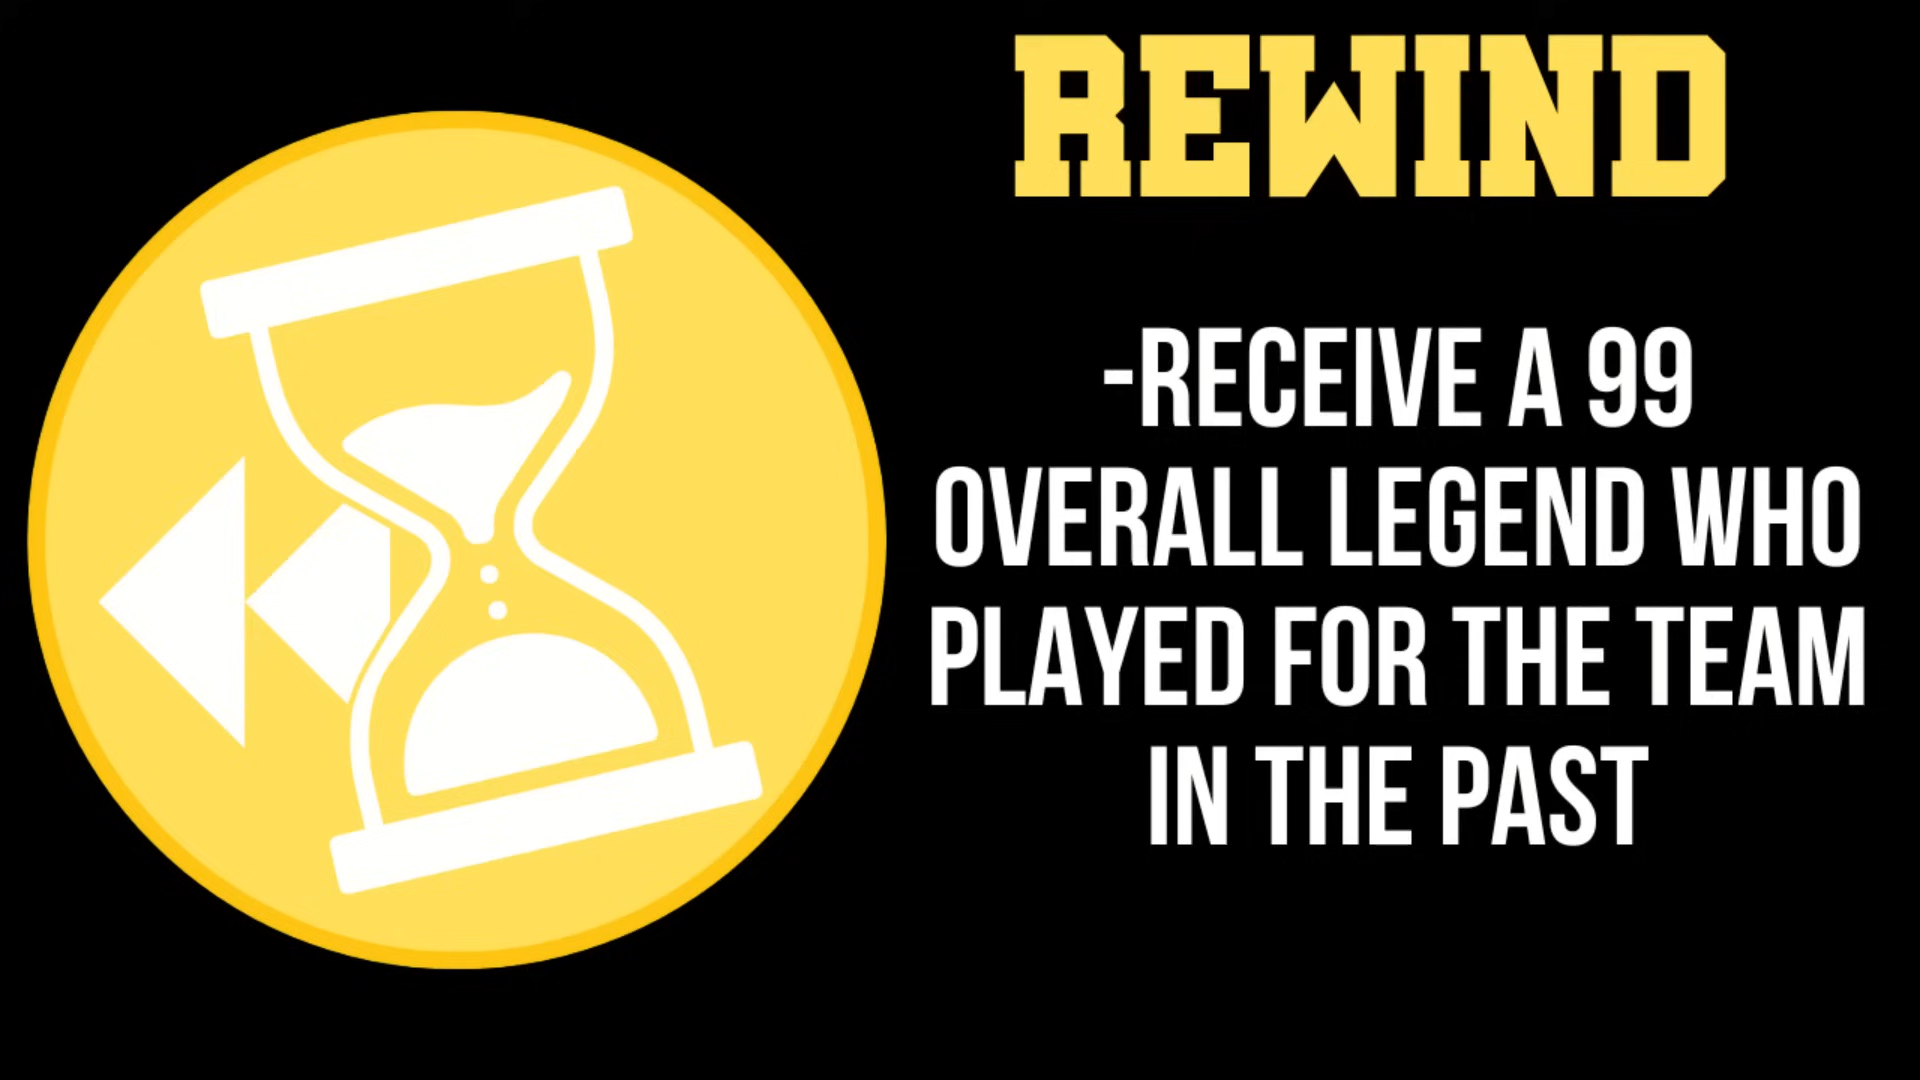 REWIND
-RECEIVE A 99
OVERALL LEGEND WHO
PLAYED FOR THE TEAM
IN THE PAST